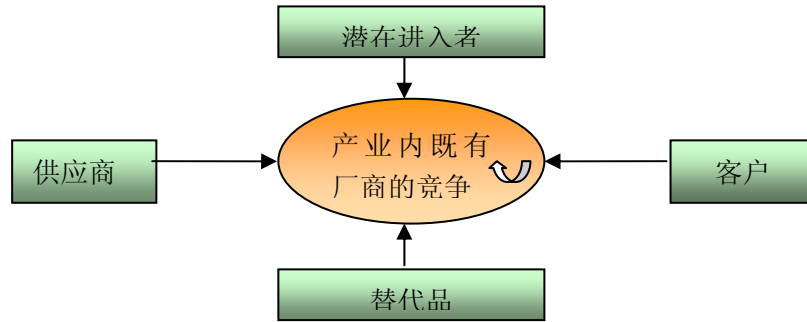 潜在进入者
供应商
产业内既有
厂商的竞争
客户
替代品